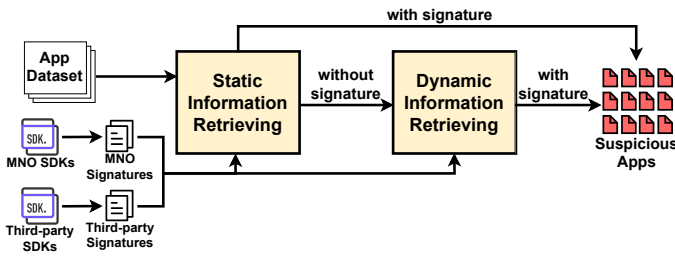 with signature
App
Dataset
Static
Information
Retrieving
without
signature
Dynamic
Information
Retrieving
with
signature
Suspicious
Apps
SDK.
MNO SDKs
MNO
Signatures
SDK.
Third-party
SDKs
Third-party
Signatures